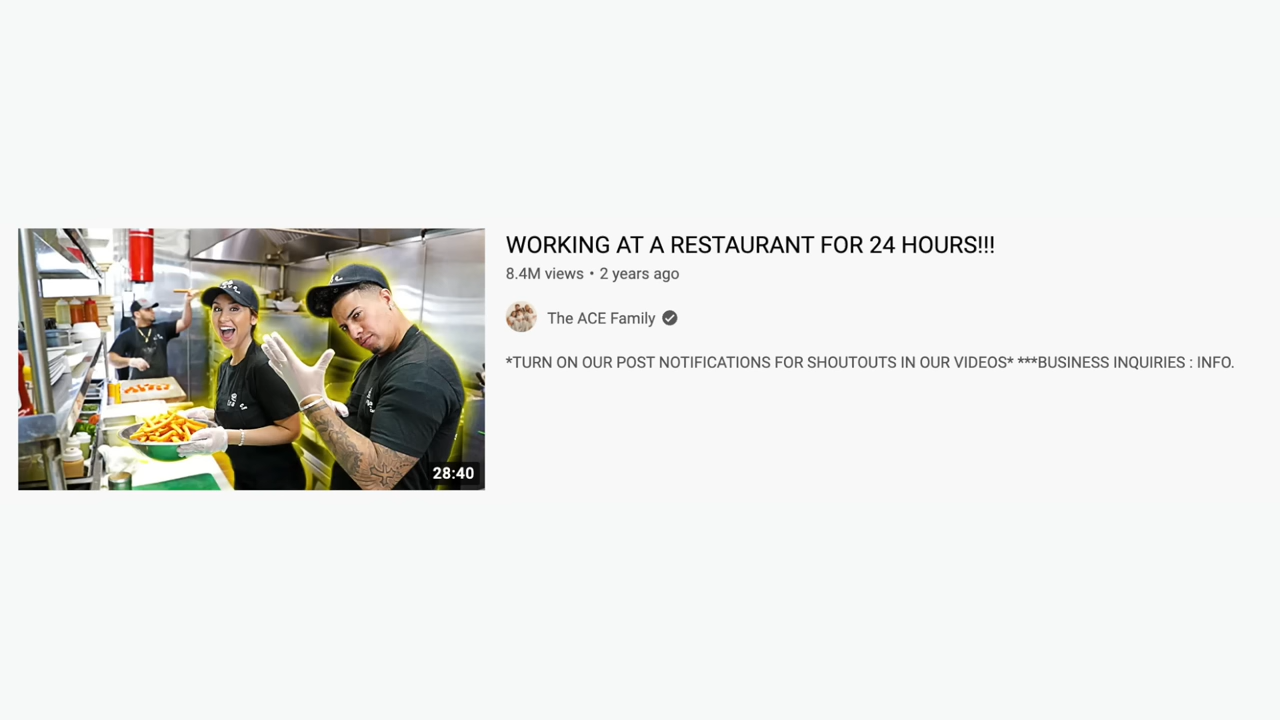 WORKING AT A RESTAURANT FOR 24 HOURS!!!
8.4M views • 2 years ago
The ACE Family
*TURN ON OUR POST NOTIFICATIONS FOR SHOUTOUTS IN OUR VIDEOS* ***BUSINESS INQUIRIES : INFO.
28:40